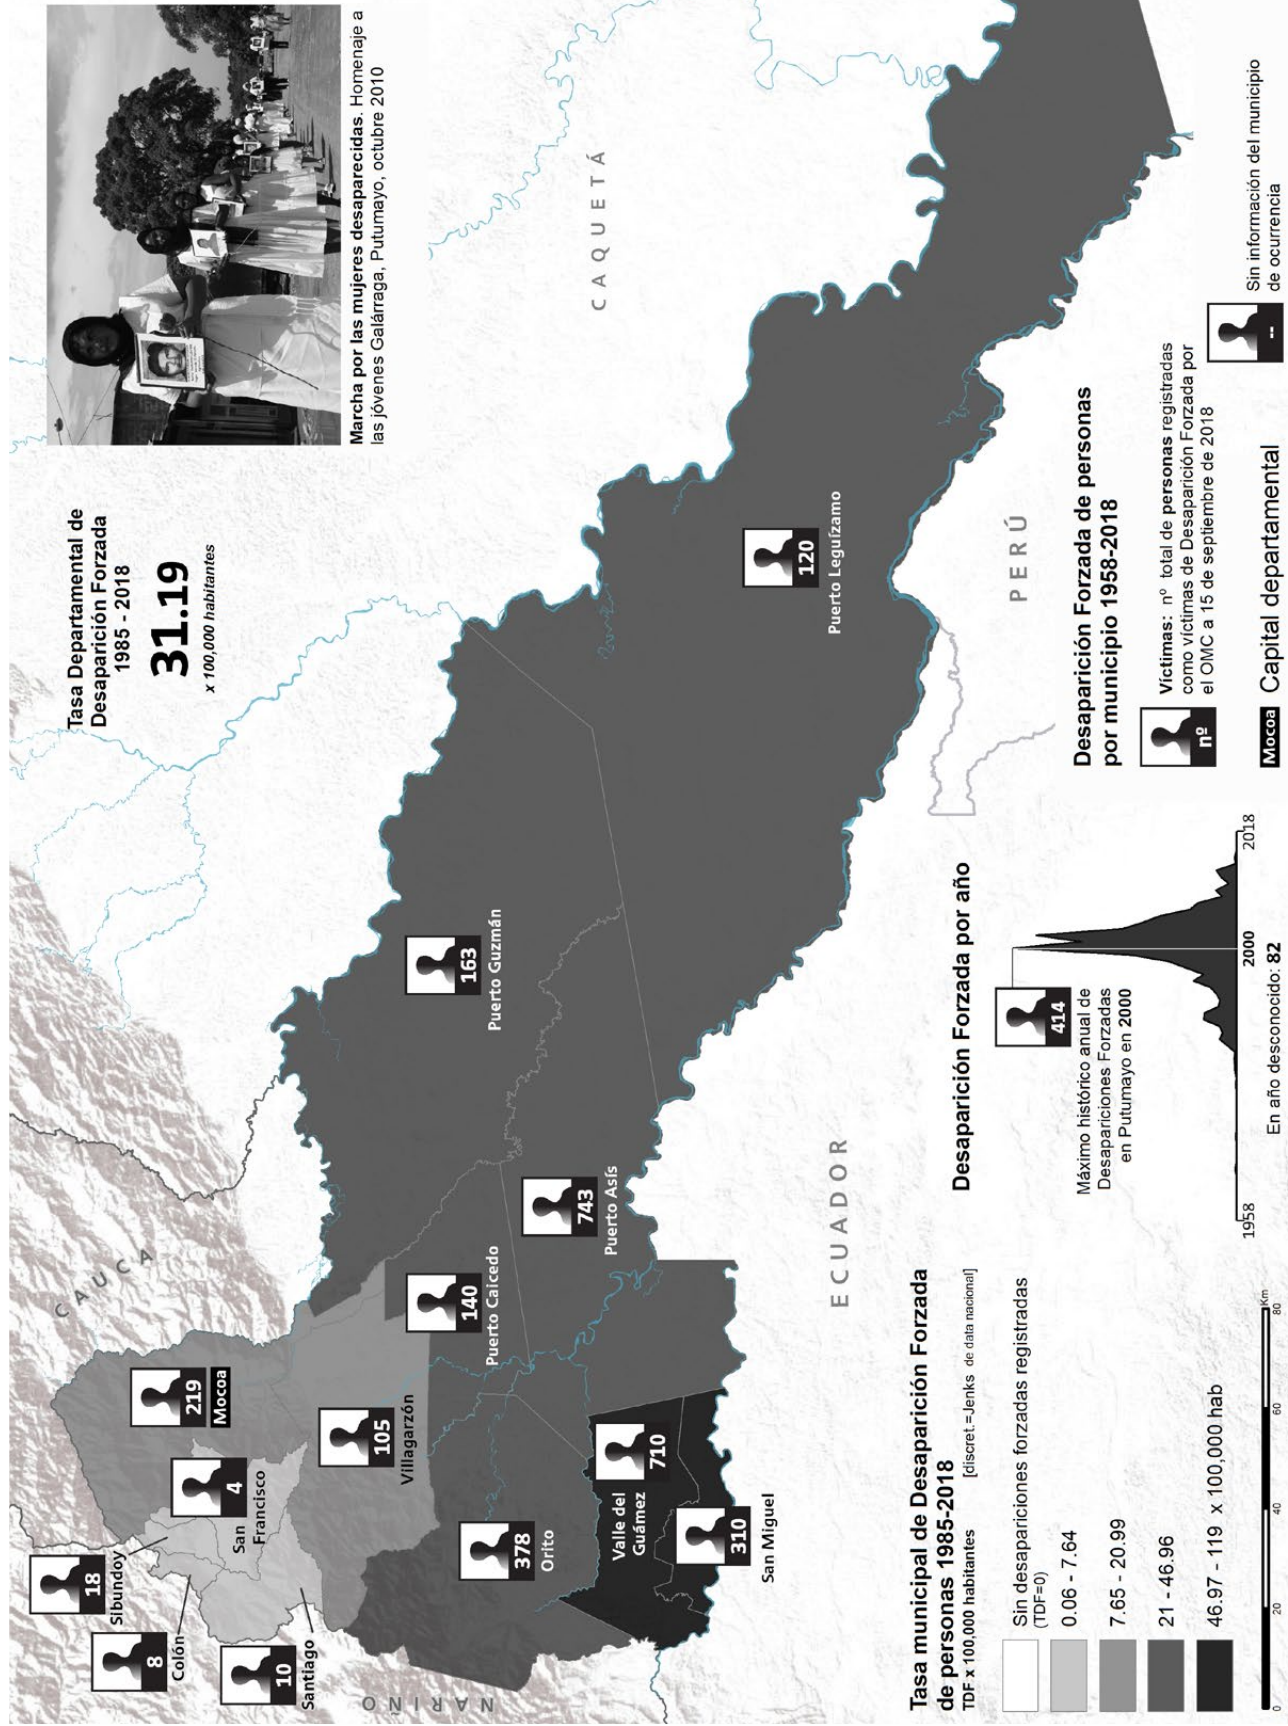 Tasa Departamental de
Desaparición Forzada
1985 - 2018
31.19
x 100,000 habitantes
Marcha por las mujeres desaparecidas. Homenaje a
las jóvenes Galárraga, Putumayo, octubre 2010
CAUCA
CAQUETÁ
NARIÑO
ECUADOR
PERÚ
18
Sibundoy
8
Colón
10
Santiago
4
San
Francisco
219
Mocoa
105
Villagarzón
140
Puerto Caicedo
163
Puerto Guzmán
378
Orito
743
Puerto Asís
Valle del
Guámez
710
310
San Miguel
120
Puerto Leguízamo
Tasa municipal de Desaparición Forzada
de personas 1985-2018
TDF x 100,000 habitantes [discret.=Jenks de data nacional]
Sin desapariciones forzadas registradas
(TDF=0)
0.06 - 7.64
7.65 - 20.99
21 - 46.96
46.97 - 119 x 100,000 hab
0 20 40 60 80
Km
Desaparición Forzada por año
414
Máximo histórico anual de
Desapariciones Forzadas
en Putumayo en 2000
1958 2000 2018
En año desconocido: 82
Desaparición Forzada de personas
por municipio 1958-2018
nº
Víctimas: nº total de personas registradas
como víctimas de Desaparición Forzada por
el OMC a 15 de septiembre de 2018
Mocoa Capital departamental
--
Sin información del municipio
de ocurrencia